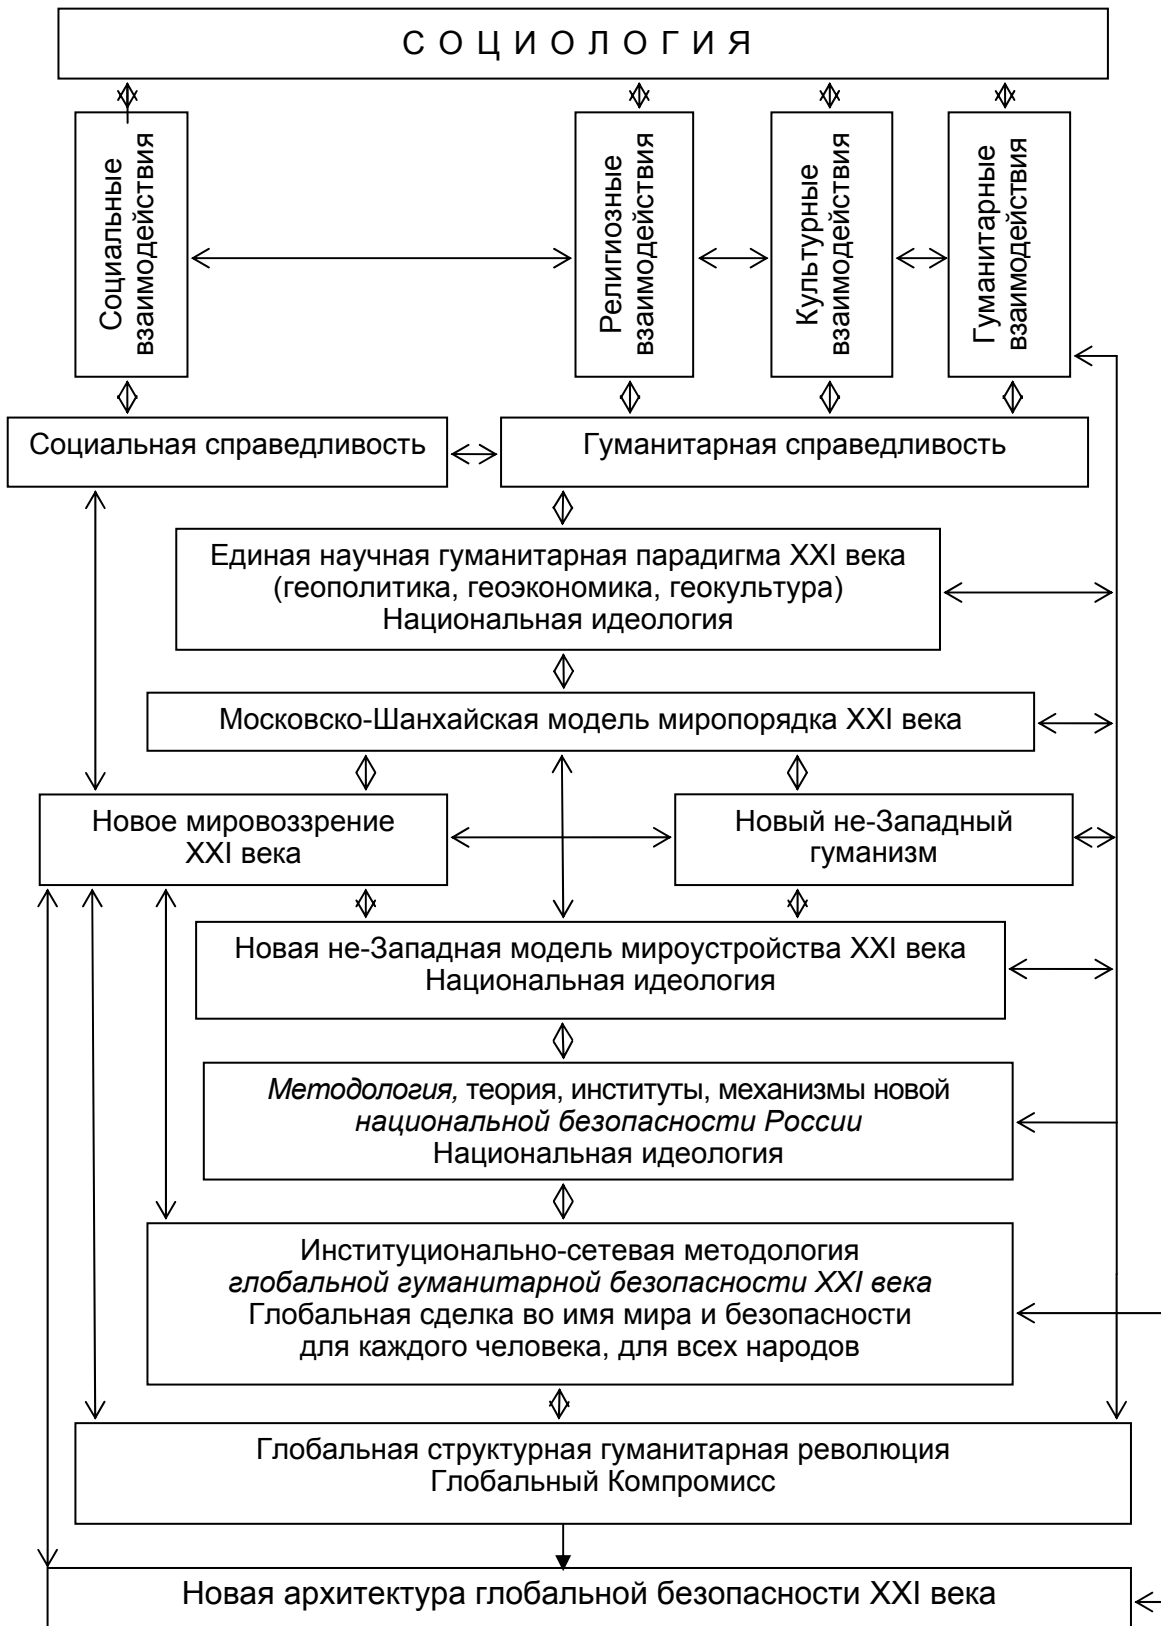 СОЦИОЛОГИЯ
Социальные
взаимодействия
Религиозные
взаимодействия
Культурные
взаимодействия
Гуманитарные
взаимодействия
Социальная справедливость
Гуманитарная справедливость
Единая научная гуманитарная парадигма XXI века
(геополитика, геоэкономика, геокультура)
Национальная идеология
Московско-Шанхайская модель миропорядка XXI века
Новое мировоззрение
XXI века
Новый не-Западный
гуманизм
Новая не-Западная модель мироустройства XXI века
Национальная идеология
Методология, теория, институты, механизмы новой
национальной безопасности России
Национальная идеология
Институционально-сетевая методология
глобальной гуманитарной безопасности XXI века
Глобальная сделка во имя мира и безопасности
для каждого человека, для всех народов
Глобальная структурная гуманитарная революция
Глобальный Компромисс
Новая архитектура глобальной безопасности XXI века